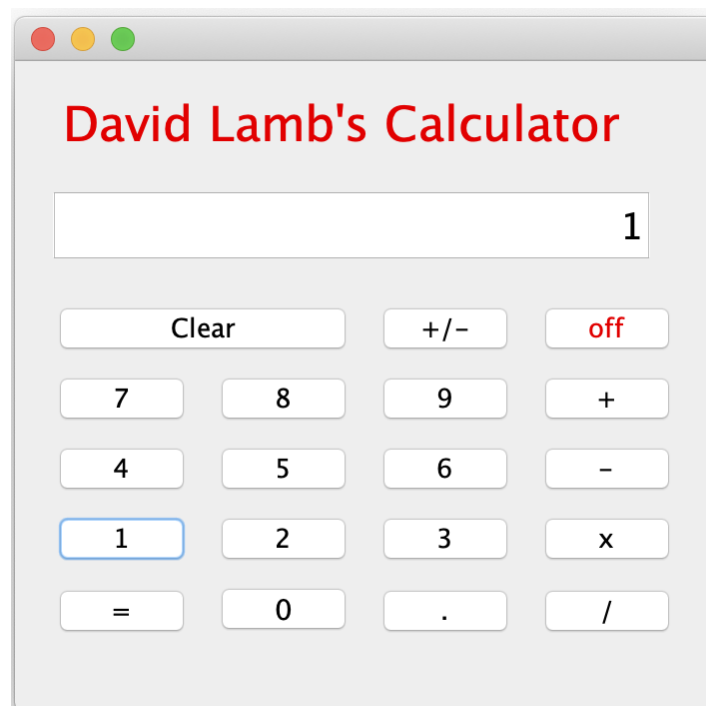 David Lamb's Calculator
1
Clear +/- off
7 8 9 +
4 5 6 -
1 2 3 x
= 0 . /